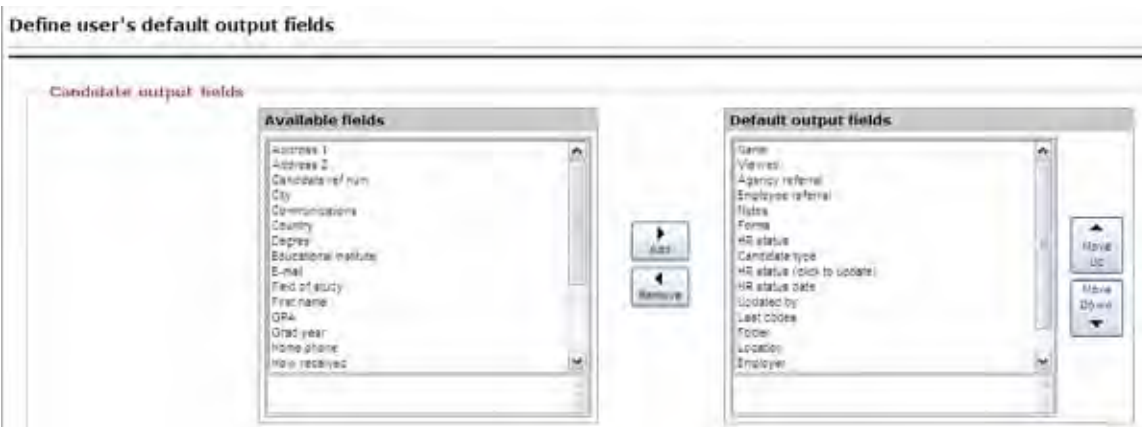 Define user's default output fields
Candidate output fields
Available fields
Address 1
Address 2
Candidate ref num
City
Communications
Country
Degree
Educational institute
E-mail
Field of study
First name
GPA
Grad year
Home phone
How received
Add
Remove
Default output fields
Name
Viewed
Agency referral
Employee referral
Notes
Forms
HR status
Candidate type
HR status (click to update)
HR status date
Updated by
Last codes
Folder
Location
Employer
Move
Up
Move
Down